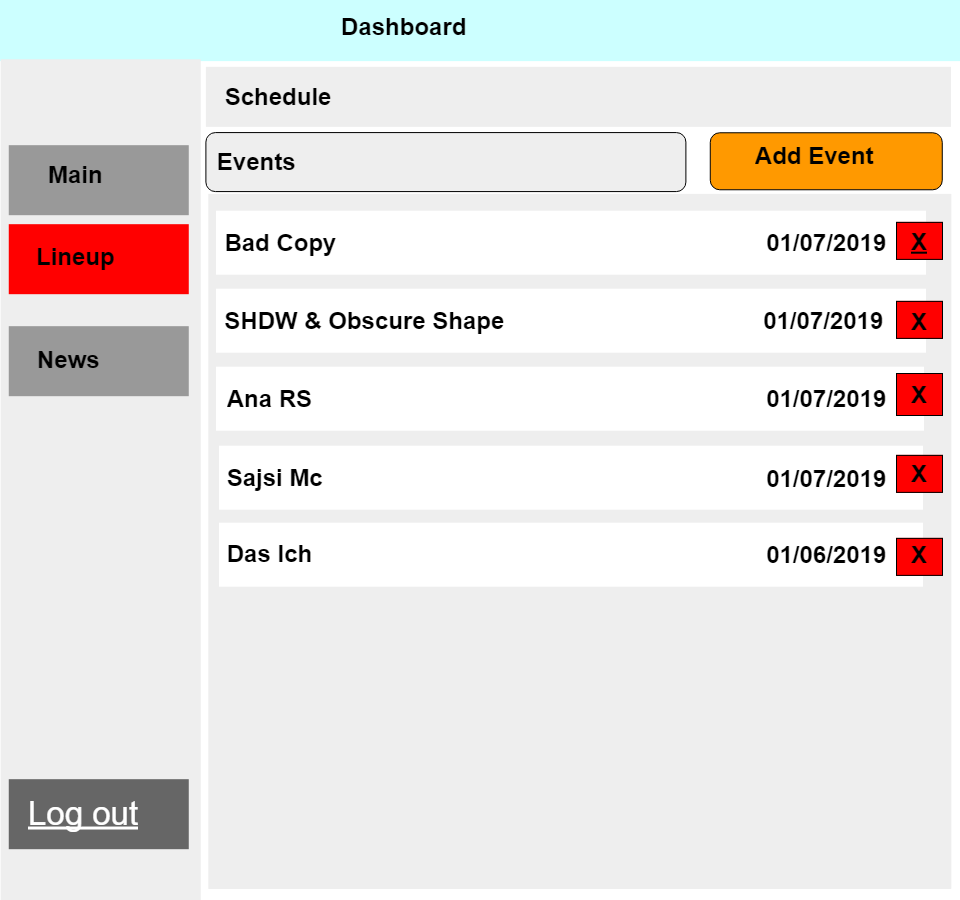 Dashboard
Schedule
Main
Lineup
News
Log out
Events
Add Event
Bad Copy 01/07/2019 X
SHDW & Obscure Shape 01/07/2019 X
Ana RS 01/07/2019 X
Sajsi Mc 01/07/2019 X
Das Ich 01/06/2019 X